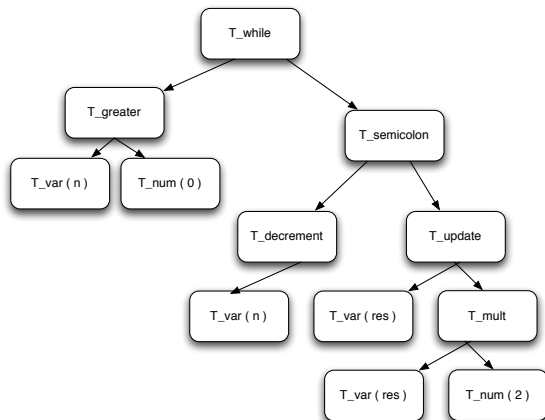 T_while
T_greater
T_semicolon
T_var ( n )
T_num ( 0 )
T_decrement
T_update
T_var ( n )
T_var ( res )
T_mult
T_var ( res )
T_num ( 2 )